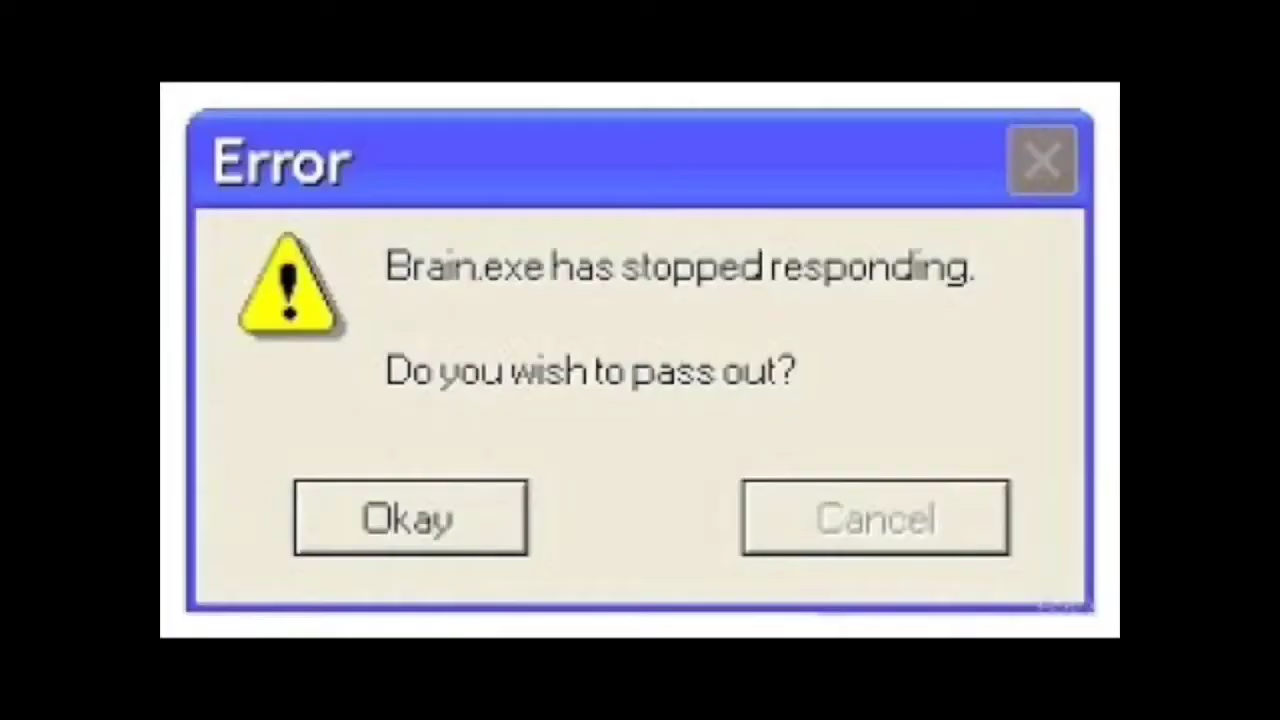 Error
Brain.exe has stopped responding.
Do you wish to pass out?
Okay
Cancel